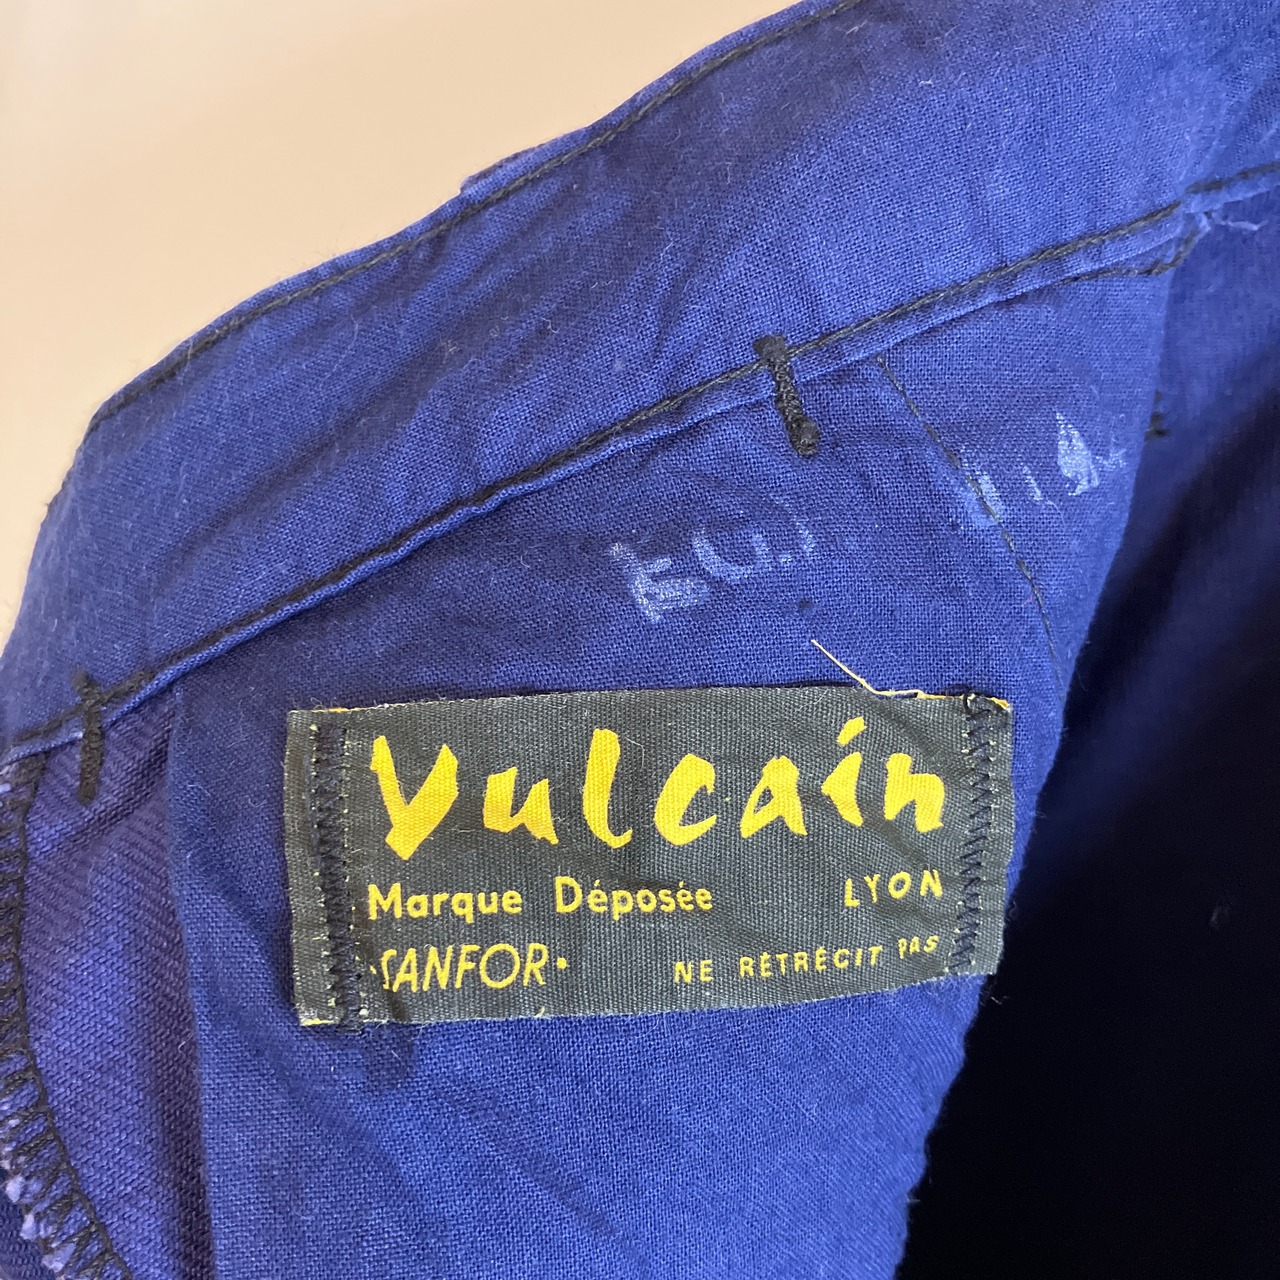 Vulcain
Marque Déposée LYON
·SANFOR· NE RÉTRÉCIT PAS